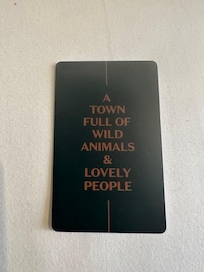 A
TOWN
FULL OF
WILD
ANIMALS
&
LOVELY
PEOPLE